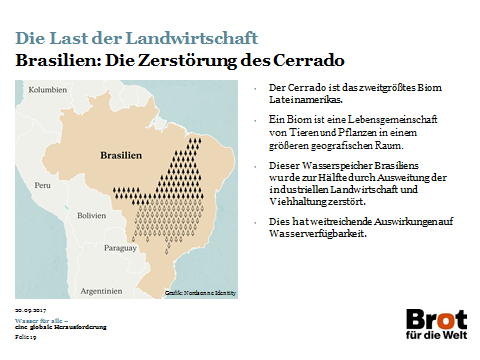 Die Last der Landwirtschaft
Brasilien: Die Zerstörung des Cerrado
Kolumbien
Brasilien
Peru
Bolivien
Paraguay
Argentinien
Grafik: Nordsonne Identity
Der Cerrado ist das zweitgrößtes Biom
Lateinamerikas.
Ein Biom ist eine Lebensgemeinschaft
von Tieren und Pflanzen in einem
größeren geografischen Raum.
Dieser Wasserspeicher Brasiliens
wurde zur Hälfte durch Ausweitung der
industriellen Landwirtschaft und
Viehhaltung zerstört.
Dies hat weitreichende Auswirkungen auf
Wasserverfügbarkeit.
20.09.2017
Wasser für alle –
eine globale Herausforderung
Folie 19
Brot
für die Welt